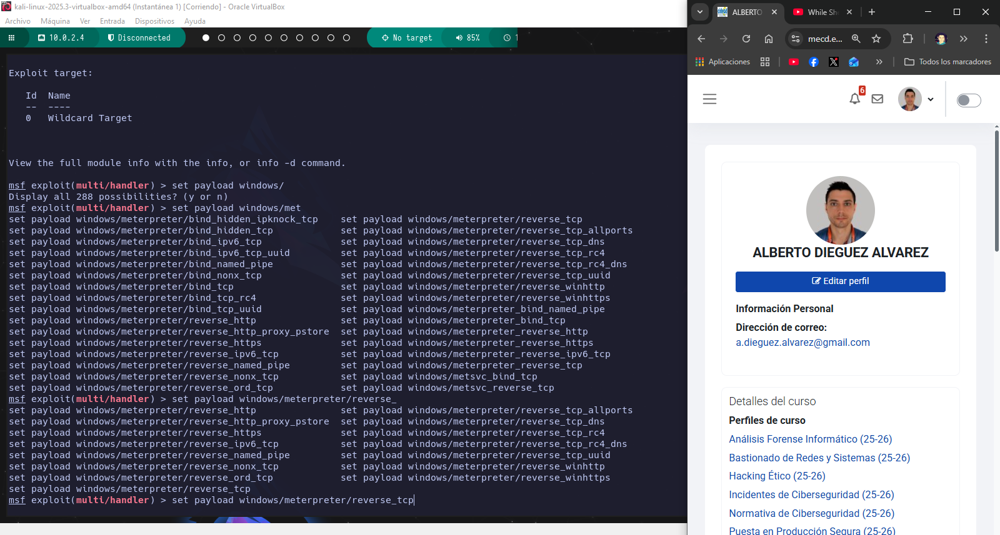 kali-linux-2025.3-virtualbox-amd64 (Instantánea 1) [Corriendo] - Oracle VirtualBox
Archivo Máquina Ver Entrada Dispositivos Ayuda
10.0.2.4 Disconnected No target 85% 1
Exploit target:
Id Name
-- ----
0 Wildcard Target
View the full module info with the info, or info -d command.
msf exploit(multi/handler) > set payload windows/
Display all 288 possibilities? (y or n)
msf exploit(multi/handler) > set payload windows/met
set payload windows/meterpreter/bind_hidden_ipknock_tcp set payload windows/meterpreter/reverse_tcp
set payload windows/meterpreter/bind_hidden_tcp set payload windows/meterpreter/reverse_tcp_allports
set payload windows/meterpreter/bind_ipv6_tcp set payload windows/meterpreter/reverse_tcp_dns
set payload windows/meterpreter/bind_ipv6_tcp_uuid set payload windows/meterpreter/reverse_tcp_rc4
set payload windows/meterpreter/bind_named_pipe set payload windows/meterpreter/reverse_tcp_rc4_dns
set payload windows/meterpreter/bind_nonx_tcp set payload windows/meterpreter/reverse_tcp_uuid
set payload windows/meterpreter/bind_tcp set payload windows/meterpreter/reverse_winhttp
set payload windows/meterpreter/bind_tcp_rc4 set payload windows/meterpreter/reverse_winhttps
set payload windows/meterpreter/bind_tcp_uuid set payload windows/meterpreter_bind_named_pipe
set payload windows/meterpreter/reverse_http set payload windows/meterpreter_bind_tcp
set payload windows/meterpreter/reverse_http_proxy_pstore set payload windows/meterpreter_reverse_http
set payload windows/meterpreter/reverse_https set payload windows/meterpreter_reverse_https
set payload windows/meterpreter/reverse_ipv6_tcp set payload windows/meterpreter_reverse_ipv6_tcp
set payload windows/meterpreter/reverse_named_pipe set payload windows/meterpreter_reverse_tcp
set payload windows/meterpreter/reverse_nonx_tcp set payload windows/metsvc_bind_tcp
set payload windows/meterpreter/reverse_ord_tcp set payload windows/metsvc_reverse_tcp
msf exploit(multi/handler) > set payload windows/meterpreter/reverse_
set payload windows/meterpreter/reverse_http set payload windows/meterpreter/reverse_tcp_allports
set payload windows/meterpreter/reverse_http_proxy_pstore set payload windows/meterpreter/reverse_tcp_dns
set payload windows/meterpreter/reverse_https set payload windows/meterpreter/reverse_tcp_rc4
set payload windows/meterpreter/reverse_ipv6_tcp set payload windows/meterpreter/reverse_tcp_rc4_dns
set payload windows/meterpreter/reverse_named_pipe set payload windows/meterpreter/reverse_tcp_uuid
set payload windows/meterpreter/reverse_nonx_tcp set payload windows/meterpreter/reverse_winhttp
set payload windows/meterpreter/reverse_ord_tcp set payload windows/meterpreter/reverse_winhttps
set payload windows/meterpreter/reverse_tcp
msf exploit(multi/handler) > set payload windows/meterpreter/reverse_tcp
ALBERTO While Sh
mecd.e...
Aplicaciones Todos los marcadores
6
ALBERTO DIEGUEZ ALVAREZ
Editar perfil
Información Personal
Dirección de correo:
a.dieguez.alvarez@gmail.com
Detalles del curso
Perfiles de curso
Análisis Forense Informático (25-26)
Bastionado de Redes y Sistemas (25-26)
Hacking Ético (25-26)
Incidentes de Ciberseguridad (25-26)
Normativa de Ciberseguridad (25-26)
Puesta en Producción Segura (25-26)